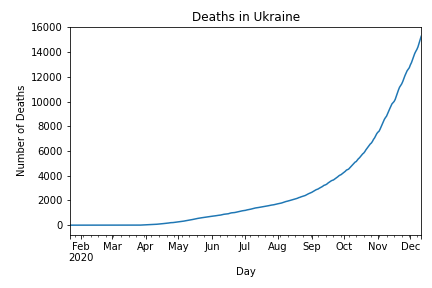 Deaths in Ukraine
16000
14000
12000
10000
8000
6000
4000
2000
0
Number of Deaths
Feb Mar Apr May Jun Jul Aug Sep Oct Nov Dec
2020
Day